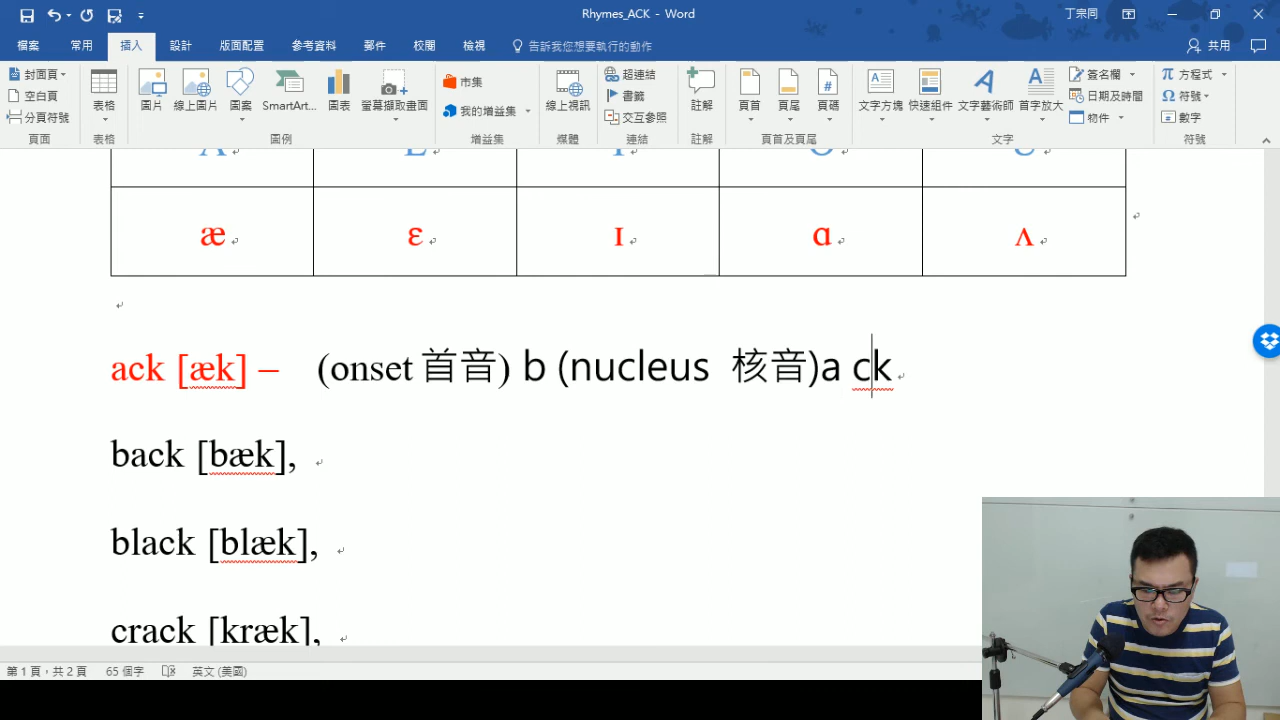 Rhymes_ACK - Word
丁宗同
檔案 常用 插入 設計 版面配置 參考資料 郵件 校閱 檢視 告訴我您想要執行的動作 共用
封面頁
空白頁
分頁符號
頁面
表格
表格
圖片 線上圖片 圖案 SmartArt... 圖表 螢幕擷取畫面
圖例
市集
我的增益集
增益集
線上視訊
媒體
超連結
書籤
交互參照
連結
註解
註解
頁首 頁尾 頁碼
頁首及頁尾
文字方塊 快速組件 文字藝術師 首字放大
簽名欄
日期及時間
物件
文字
π 方程式
Ω 符號
# 數字
符號
æ ɛ ɪ ɑ ʌ
ack [æk] – (onset 首音) b (nucleus 核音)a ck
back [bæk],
black [blæk],
crack [kræk],
第 1 頁，共 2 頁 65 個字 英文 (美國)